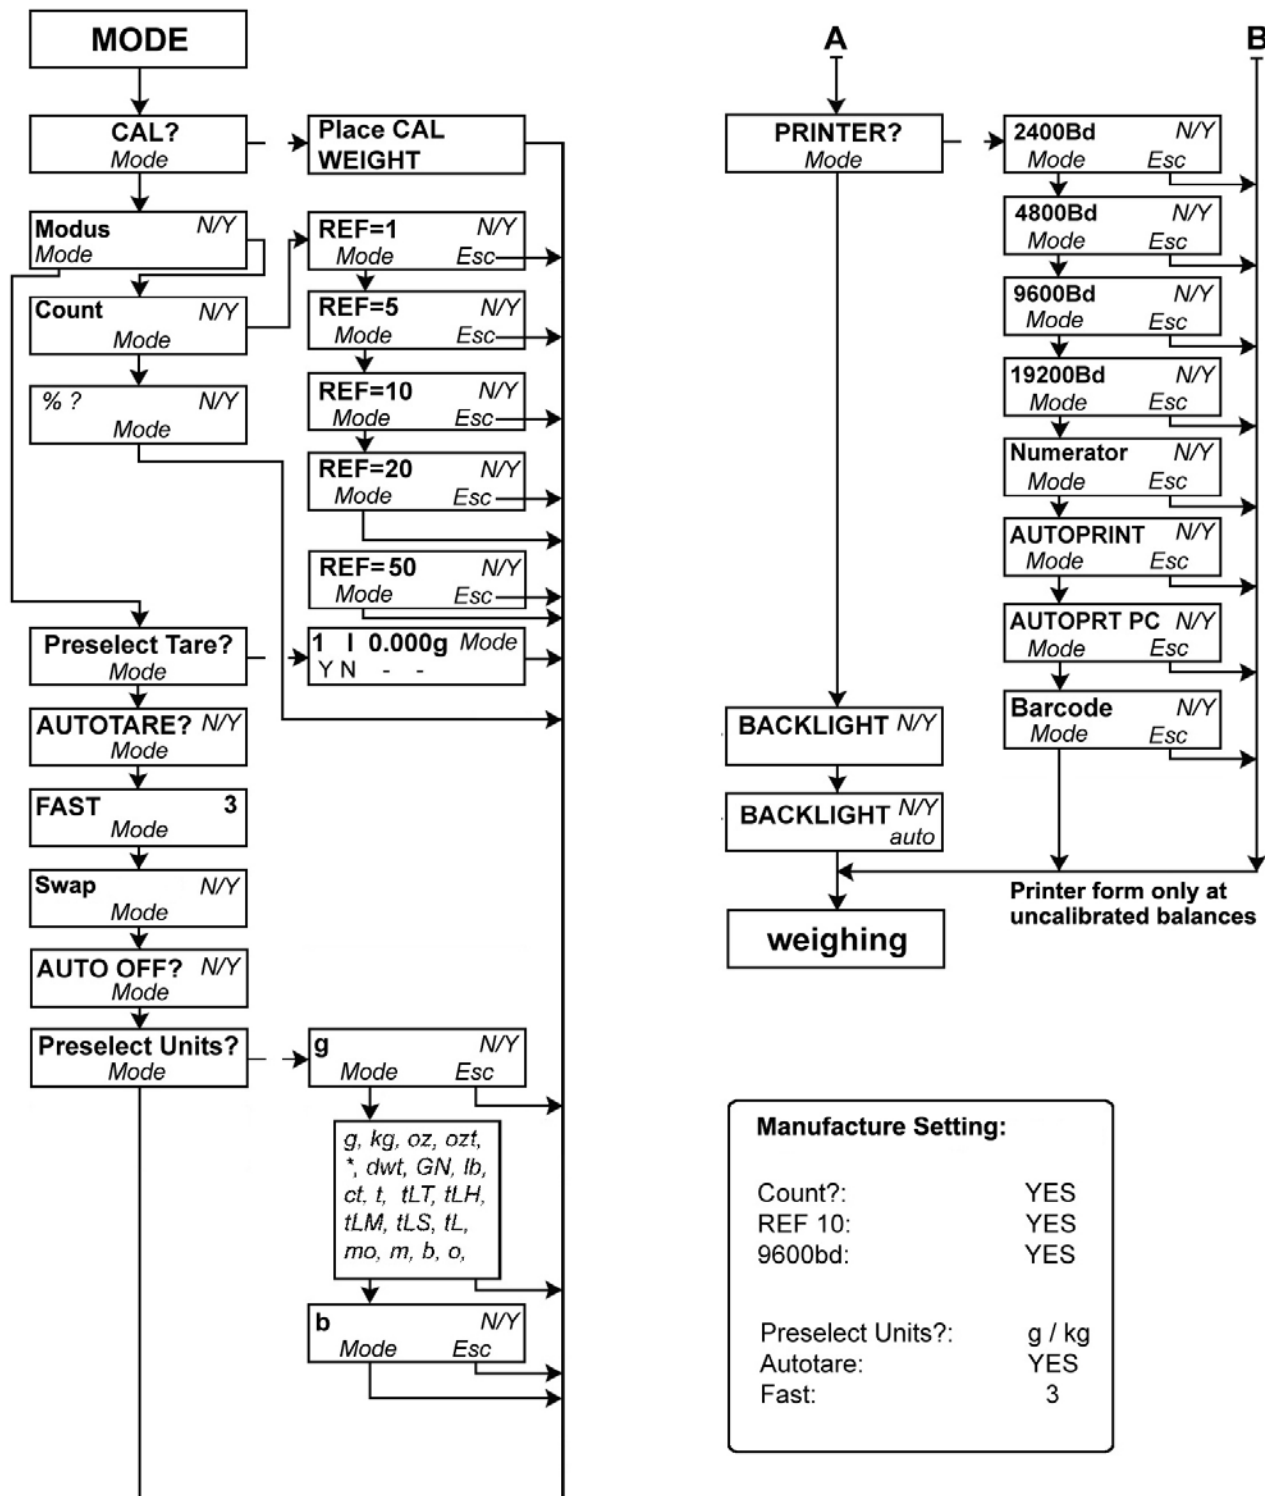 MODE
CAL?
Mode
Place CAL
WEIGHT
Modus N/Y
Mode
REF=1 N/Y
Mode Esc
Count N/Y
Mode
REF=5 N/Y
Mode Esc
% ? N/Y
Mode
REF=10 N/Y
Mode Esc
REF=20 N/Y
Mode Esc
REF=50 N/Y
Mode Esc
Preselect Tare?
Mode
1 I 0.000g Mode
Y N - -
AUTOTARE? N/Y
Mode
FAST 3
Mode
Swap N/Y
Mode
AUTO OFF? N/Y
Mode
Preselect Units?
Mode
g N/Y
Mode Esc
g, kg, oz, ozt,
*, dwt, GN, lb,
ct. t, tLT, tLH,
tLM, tLS, tL,
mo, m, b, o,
b N/Y
Mode Esc
A
B
PRINTER?
Mode
2400Bd N/Y
Mode Esc
4800Bd N/Y
Mode Esc
9600Bd N/Y
Mode Esc
19200Bd N/Y
Mode Esc
Numerator N/Y
Mode Esc
AUTOPRINT N/Y
Mode Esc
AUTOPRT PC N/Y
Mode Esc
Barcode N/Y
Mode Esc
BACKLIGHT N/Y
BACKLIGHT N/Y
auto
Printer form only at
uncalibrated balances
weighing
Manufacture Setting:
Count?: YES
REF 10: YES
9600bd: YES
Preselect Units?: g / kg
Autotare: YES
Fast: 3